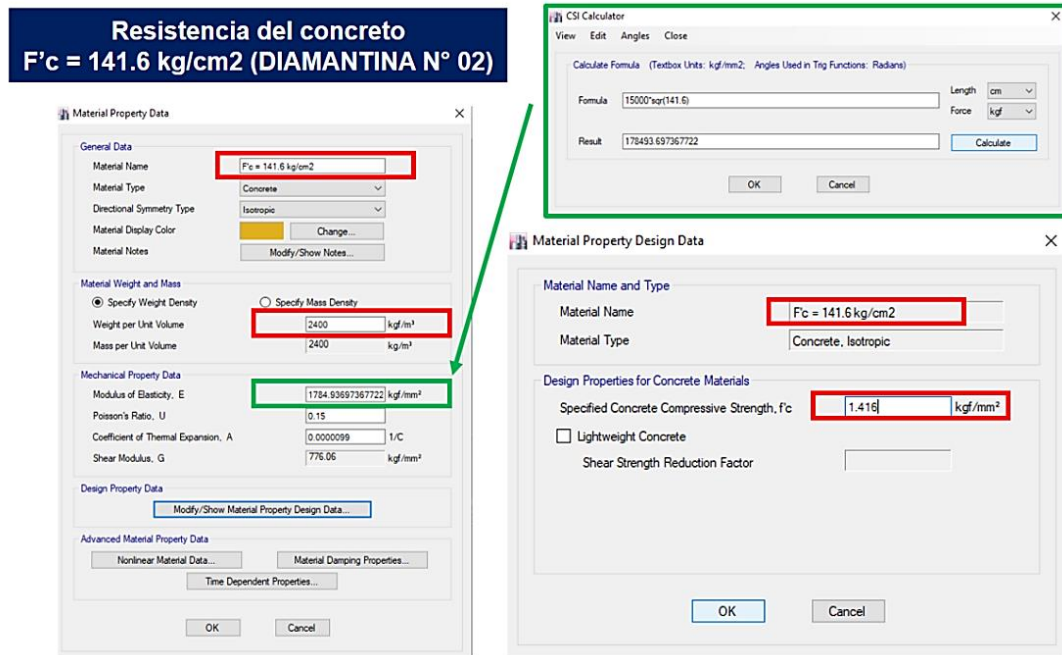 Resistencia del concreto
F'c = 141.6 kg/cm2 (DIAMANTINA N° 02)
CSI Calculator
View Edit Angles Close
Calculate Formula (Textbox Units: kgf/mm2; Angles Used in Trig Functions: Radians)
Formula 15000*sqr(141.6)
Length cm
Force kgf
Result 178493.697367722 Calculate
OK Cancel
Material Property Data
General Data
Material Name F'c = 141.6 kg/cm2
Material Type Concrete
Directional Symmetry Type Isotropic
Material Display Color Change...
Material Notes Modify/Show Notes...
Material Weight and Mass
Specify Weight Density Specify Mass Density
Weight per Unit Volume 2400 kgf/m³
Mass per Unit Volume 2400 kg/m³
Mechanical Property Data
Modulus of Elasticity, E 1784.93697367722 kgf/mm²
Poisson's Ratio, U 0.15
Coefficient of Thermal Expansion, A 0.0000099 1/C
Shear Modulus, G 776.06 kgf/mm²
Design Property Data
Modify/Show Material Property Design Data...
Advanced Material Property Data
Nonlinear Material Data... Material Damping Properties...
Time Dependent Properties...
OK Cancel
Material Property Design Data
Material Name and Type
Material Name F'c = 141.6 kg/cm2
Material Type Concrete, Isotropic
Design Properties for Concrete Materials
Specified Concrete Compressive Strength, f'c 1.416 kgf/mm²
Lightweight Concrete
Shear Strength Reduction Factor
OK Cancel